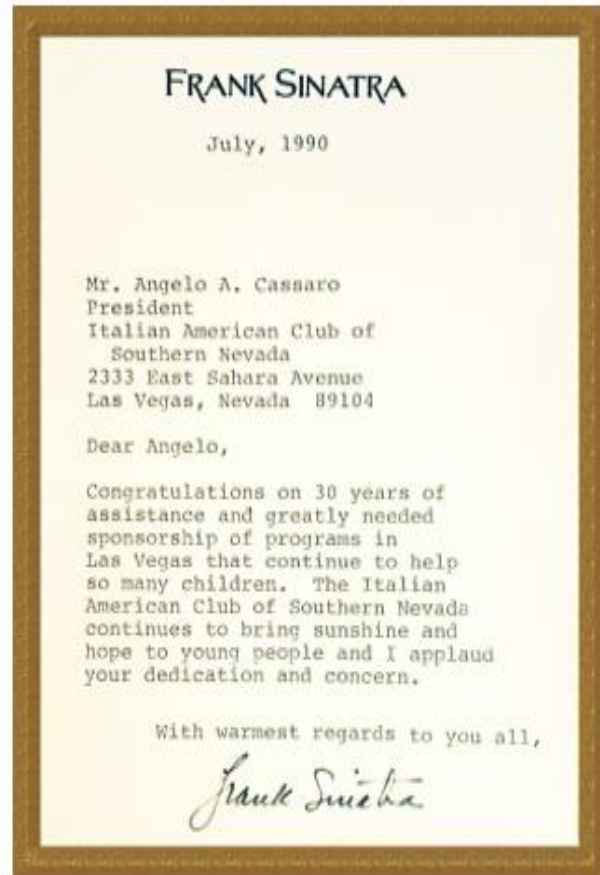 FRANK SINATRA
July, 1990
Mr. Angelo A. Cassaro
President
Italian American Club of
Southern Nevada
2333 East Sahara Avenue
Las Vegas, Nevada 89104
Dear Angelo,
Congratulations on 30 years of
assistance and greatly needed
sponsorship of programs in
Las Vegas that continue to help
so many children. The Italian
American Club of Southern Nevada
continues to bring sunshine and
hope to young people and I applaud
your dedication and concern.
With warmest regards to you all,
Frank Sinatra